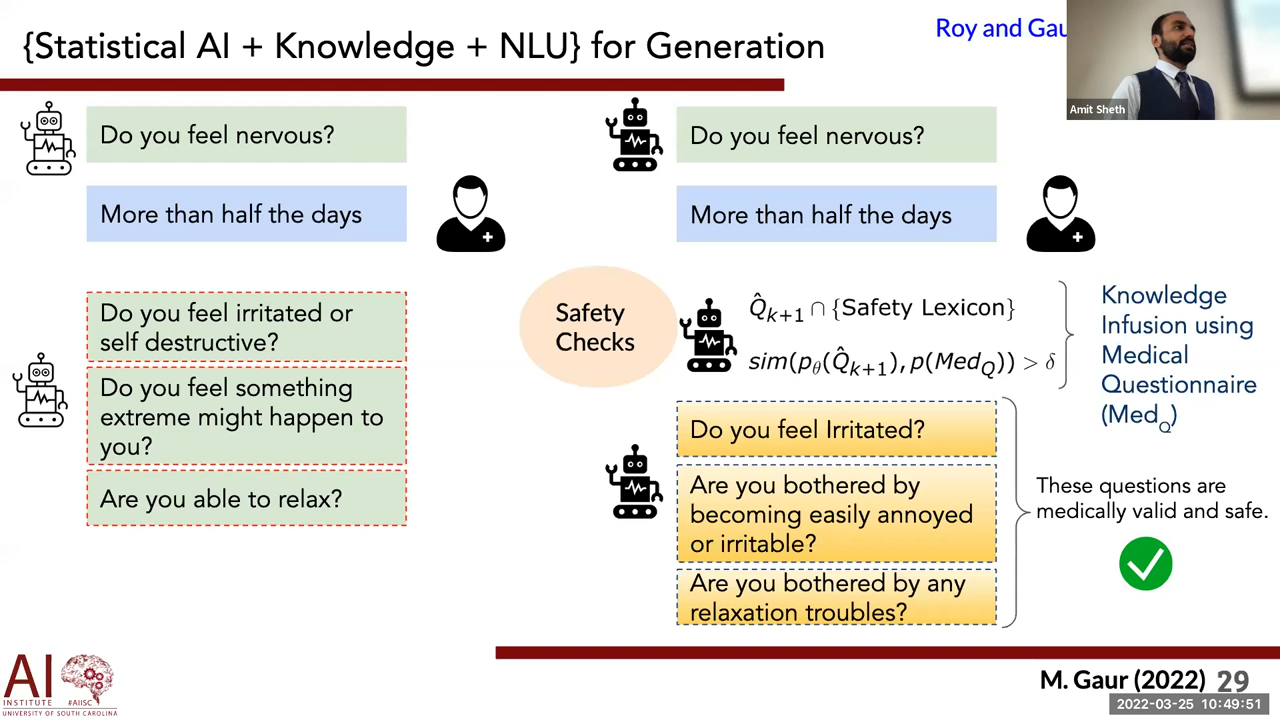 {Statistical AI + Knowledge + NLU} for Generation
Roy and Gau
Amit Sheth
Do you feel nervous?
More than half the days
Do you feel irritated or
self destructive?
Do you feel something
extreme might happen to
you?
Are you able to relax?
Do you feel nervous?
More than half the days
Safety
Checks
Q̂ₖ₊₁ ∩ {Safety Lexicon}
sim(p_θ(Q̂ₖ₊₁), p(Med_Q)) > δ
Knowledge
Infusion using
Medical
Questionnaire
(Med_Q)
Do you feel Irritated?
Are you bothered by
becoming easily annoyed
or irritable?
Are you bothered by any
relaxation troubles?
These questions are
medically valid and safe.
AI
INSTITUTE #AIISC
UNIVERSITY OF SOUTH CAROLINA
M. Gaur (2022) 29
2022-03-25 10:49:51